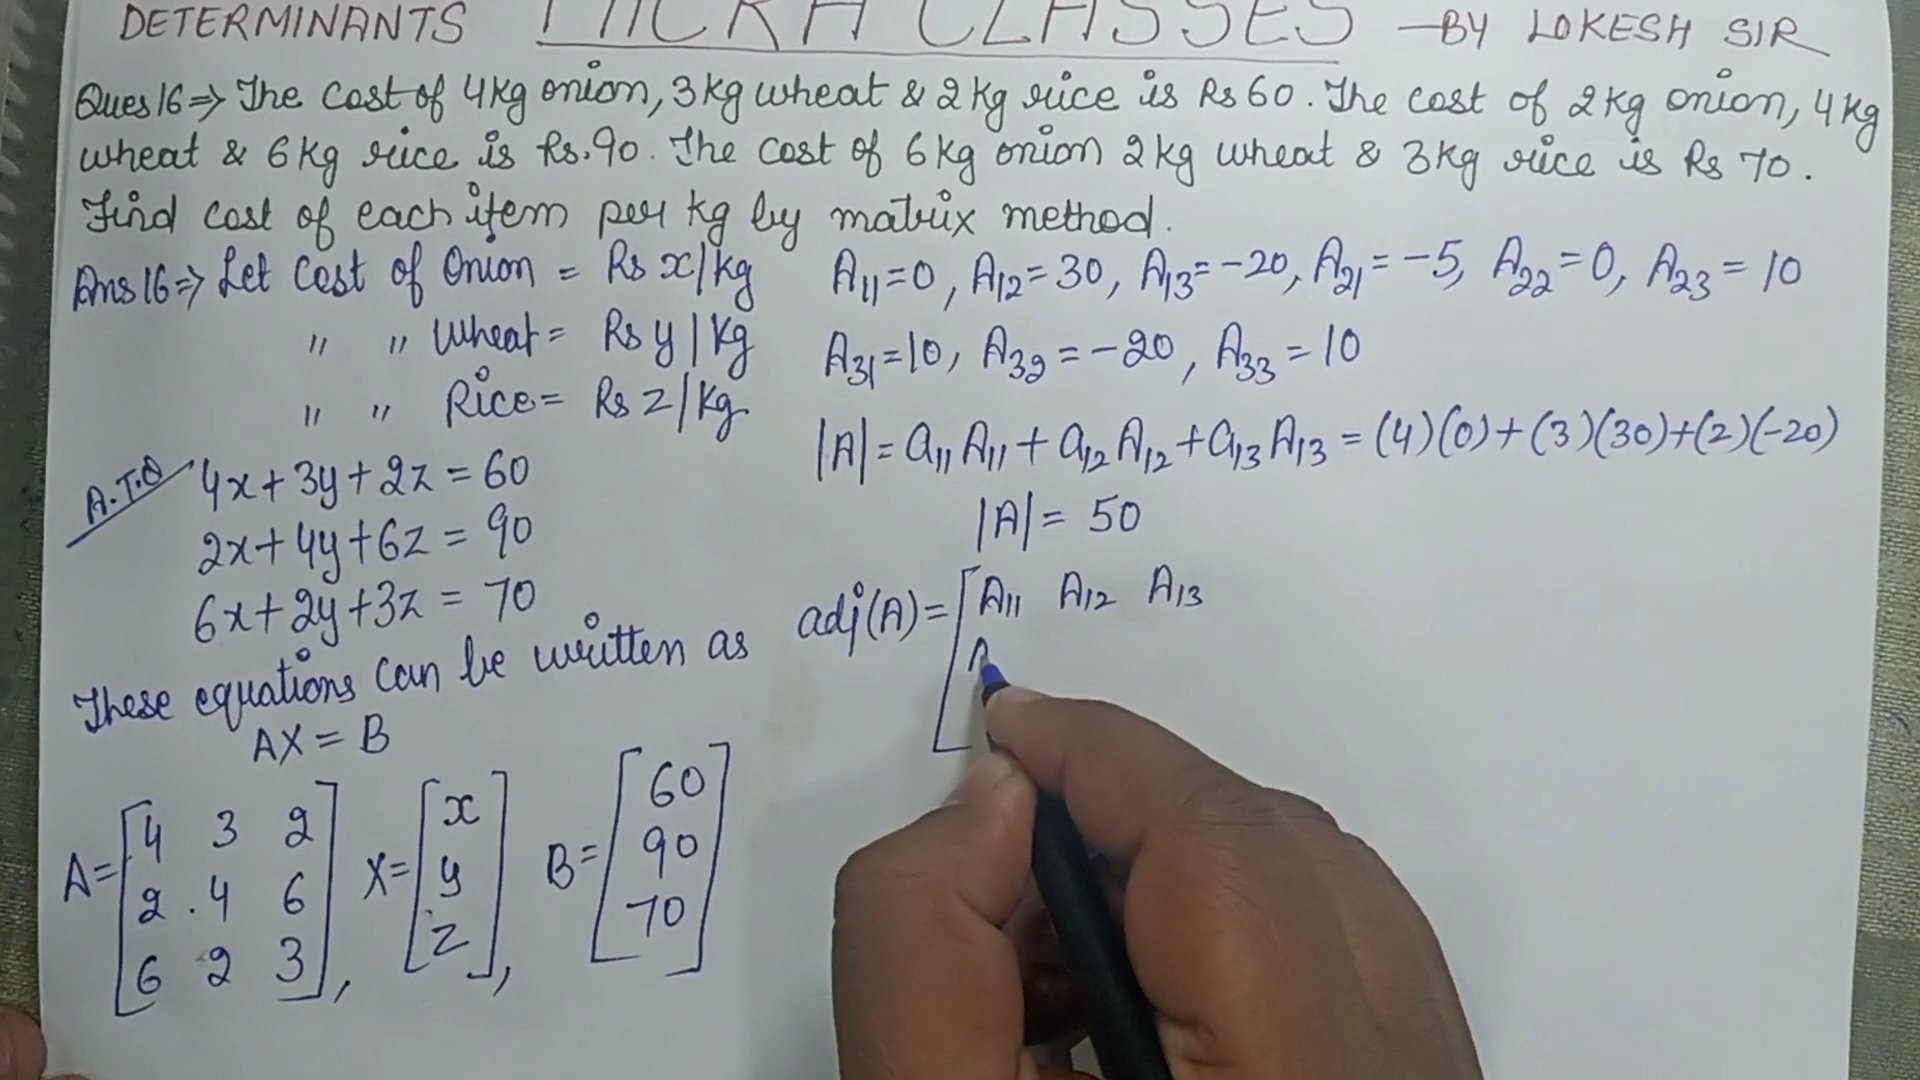 DETERMINANTS MICRA CLASSES -BY LOKESH SIR
Ques 16 ⇒ The cost of 4kg onion, 3kg wheat & 2kg rice is Rs 60. The cost of 2kg onion, 4kg
wheat & 6kg rice is Rs. 90. The cost of 6kg onion 2kg wheat & 3kg rice is Rs 70.
Find cost of each item per kg by matrix method.
Ans 16 ⇒ Let Cost of Onion = Rs x/kg
" " Wheat = Rs y/kg
" " Rice = Rs z/kg
A.T.Q 4x+3y+2z = 60
2x+4y+6z = 90
6x+2y+3z = 70
These equations can be written as
AX = B
A = [4 3 2
2 4 6
6 2 3], X = [x
y
z], B = [60
90
70]
A₁₁=0, A₁₂=30, A₁₃=-20, A₂₁=-5, A₂₂=0, A₂₃=10
A₃₁=10, A₃₂=-20, A₃₃=10
|A| = a₁₁A₁₁ + a₁₂A₁₂ + a₁₃A₁₃ = (4)(0)+(3)(30)+(2)(-20)
|A| = 50
adj(A) = [A₁₁ A₁₂ A₁₃
A